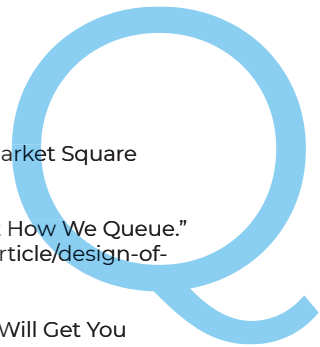 Q
arket Square
t How We Queue.”
rticle/design-of-
Will Get You